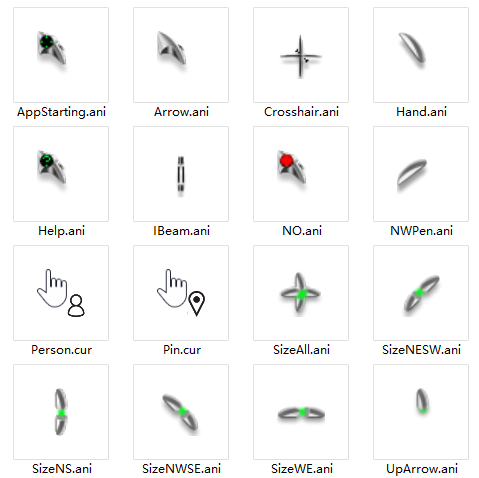 AppStarting.ani
Arrow.ani
Crosshair.ani
Hand.ani
Help.ani
IBeam.ani
NO.ani
NWPen.ani
Person.cur
Pin.cur
SizeAll.ani
SizeNESW.ani
SizeNS.ani
SizeNWSE.ani
SizeWE.ani
UpArrow.ani